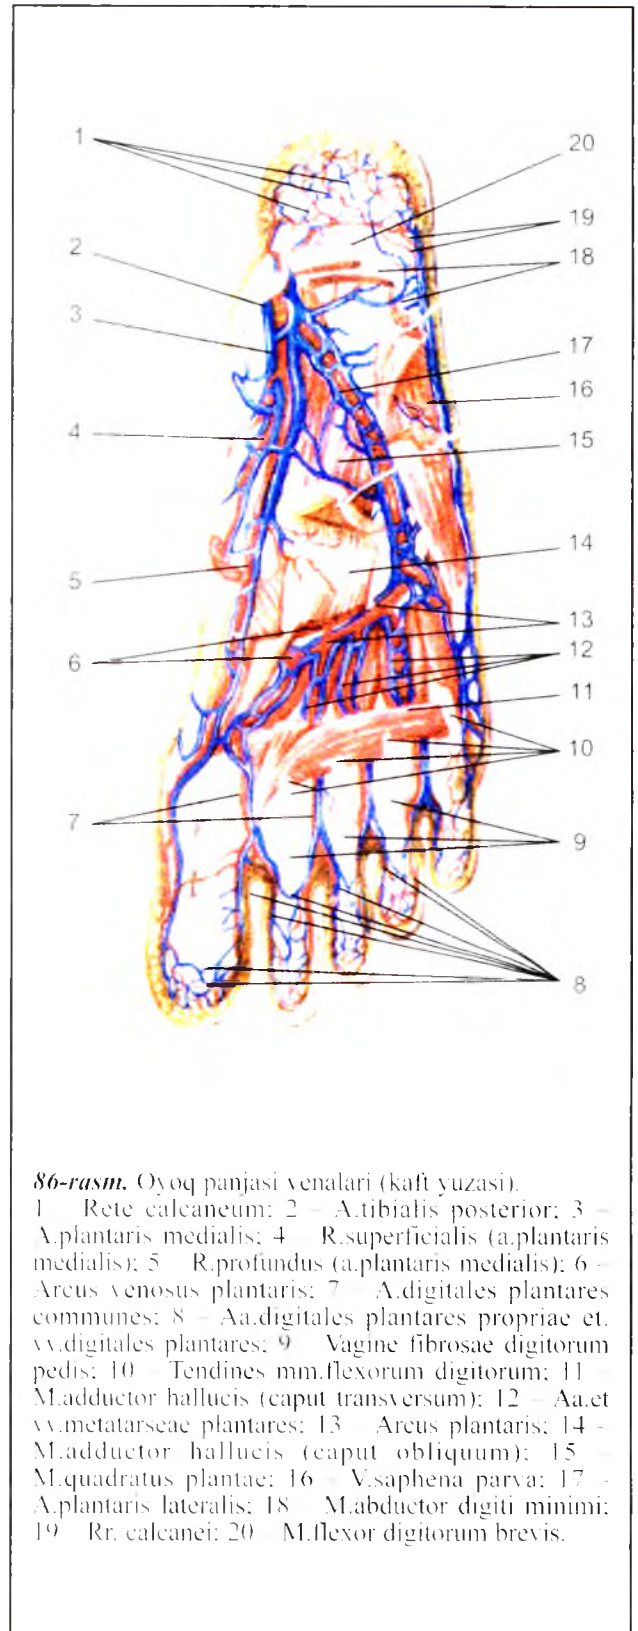 1
20
19
2
18
3
17
16
4
15
14
5
13
6
12
11
10
7
9
8
86-rasm. Oyoq panjasi venalari (kaft yuzasi).
1 Rete calcaneum; 2 – A.tibialis posterior; 3 –
A.plantaris medialis; 4 R.superficialis (a.plantaris
medialis); 5 R.profundus (a.plantaris medialis); 6 -
Arcus venosus plantaris; 7 A.digitales plantares
communes; 8 – Aa.digitales plantares propriae et.
vv.digitales plantares; 9 Vagine fibrosae digitorum
pedis; 10 – Tendines mm.flexorum digitorum; 11
M.adductor hallucis (caput transversum); 12 – Aa.et
vv.metatarseae plantares; 13 Arcus plantaris; 14 -
M.adductor hallucis (caput obliquum); 15
M.quadratus plantae; 16 V.saphena parva; 17 -
A.plantaris lateralis; 18 M.abductor digiti minimi;
19 Rr. calcanei; 20 – M.flexor digitorum brevis.